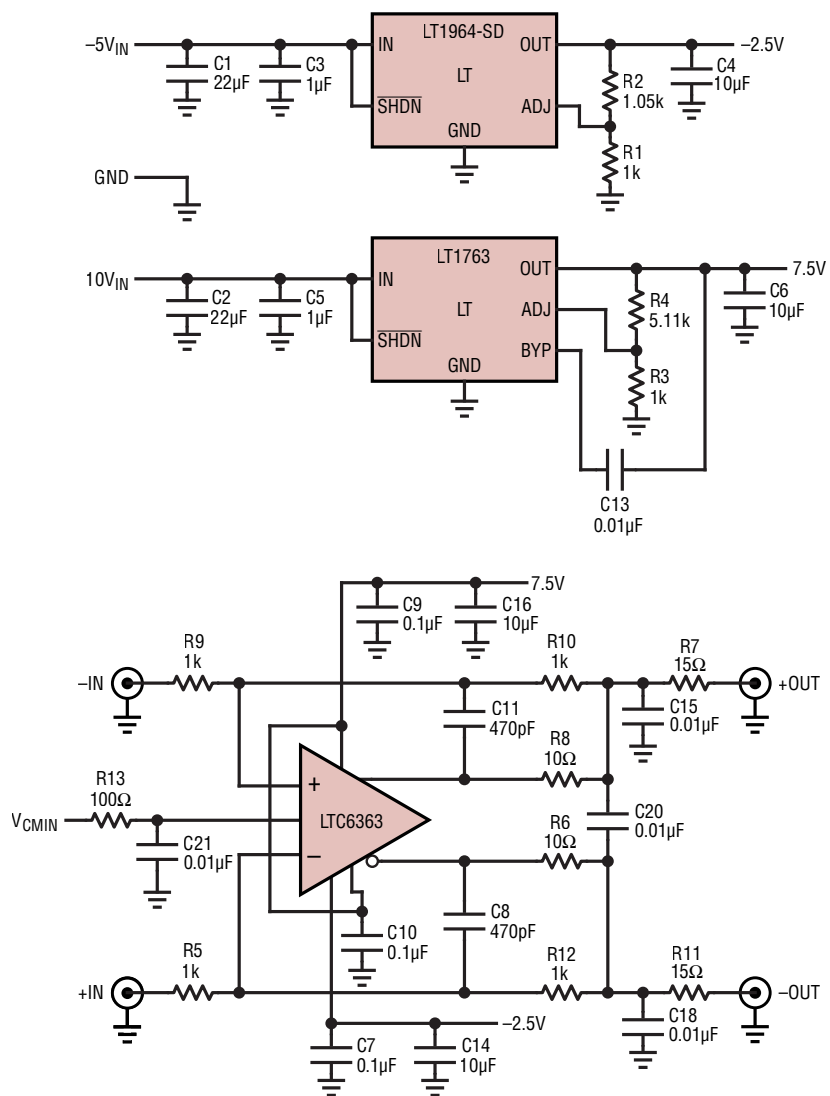 LT1964-SD
–5VIN
IN
OUT
–2.5V
C1
22µF
C3
1µF
LT
R2
1.05k
C4
10µF
SHDN
ADJ
GND
R1
1k
GND
LT1763
10VIN
IN
OUT
7.5V
C2
22µF
C5
1µF
LT
ADJ
R4
5.11k
C6
10µF
SHDN
BYP
GND
R3
1k
C13
0.01µF
7.5V
C9
0.1µF
C16
10µF
R9
1k
R10
1k
R7
15Ω
–IN
+OUT
C11
470pF
C15
0.01µF
R8
10Ω
R13
100Ω
+
VCMIN
LTC6363
C20
0.01µF
C21
0.01µF
–
R6
10Ω
C8
470pF
C10
0.1µF
R5
1k
R12
1k
R11
15Ω
+IN
–OUT
–2.5V
C18
0.01µF
C7
0.1µF
C14
10µF